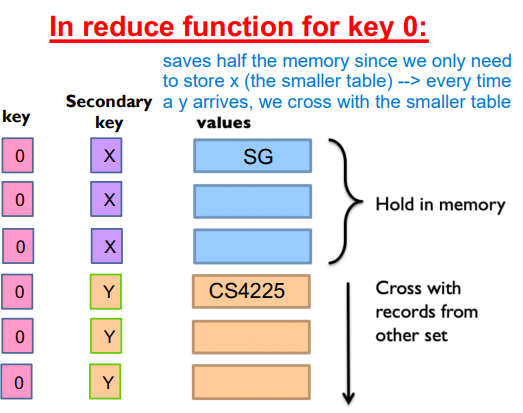 In reduce function for key 0:
saves half the memory since we only need
to store x (the smaller table) --> every time
a y arrives, we cross with the smaller table
key
Secondary
key
values
0 X SG
0 X
0 X
Hold in memory
0 Y CS4225
0 Y
0 Y
Cross with
records from
other set